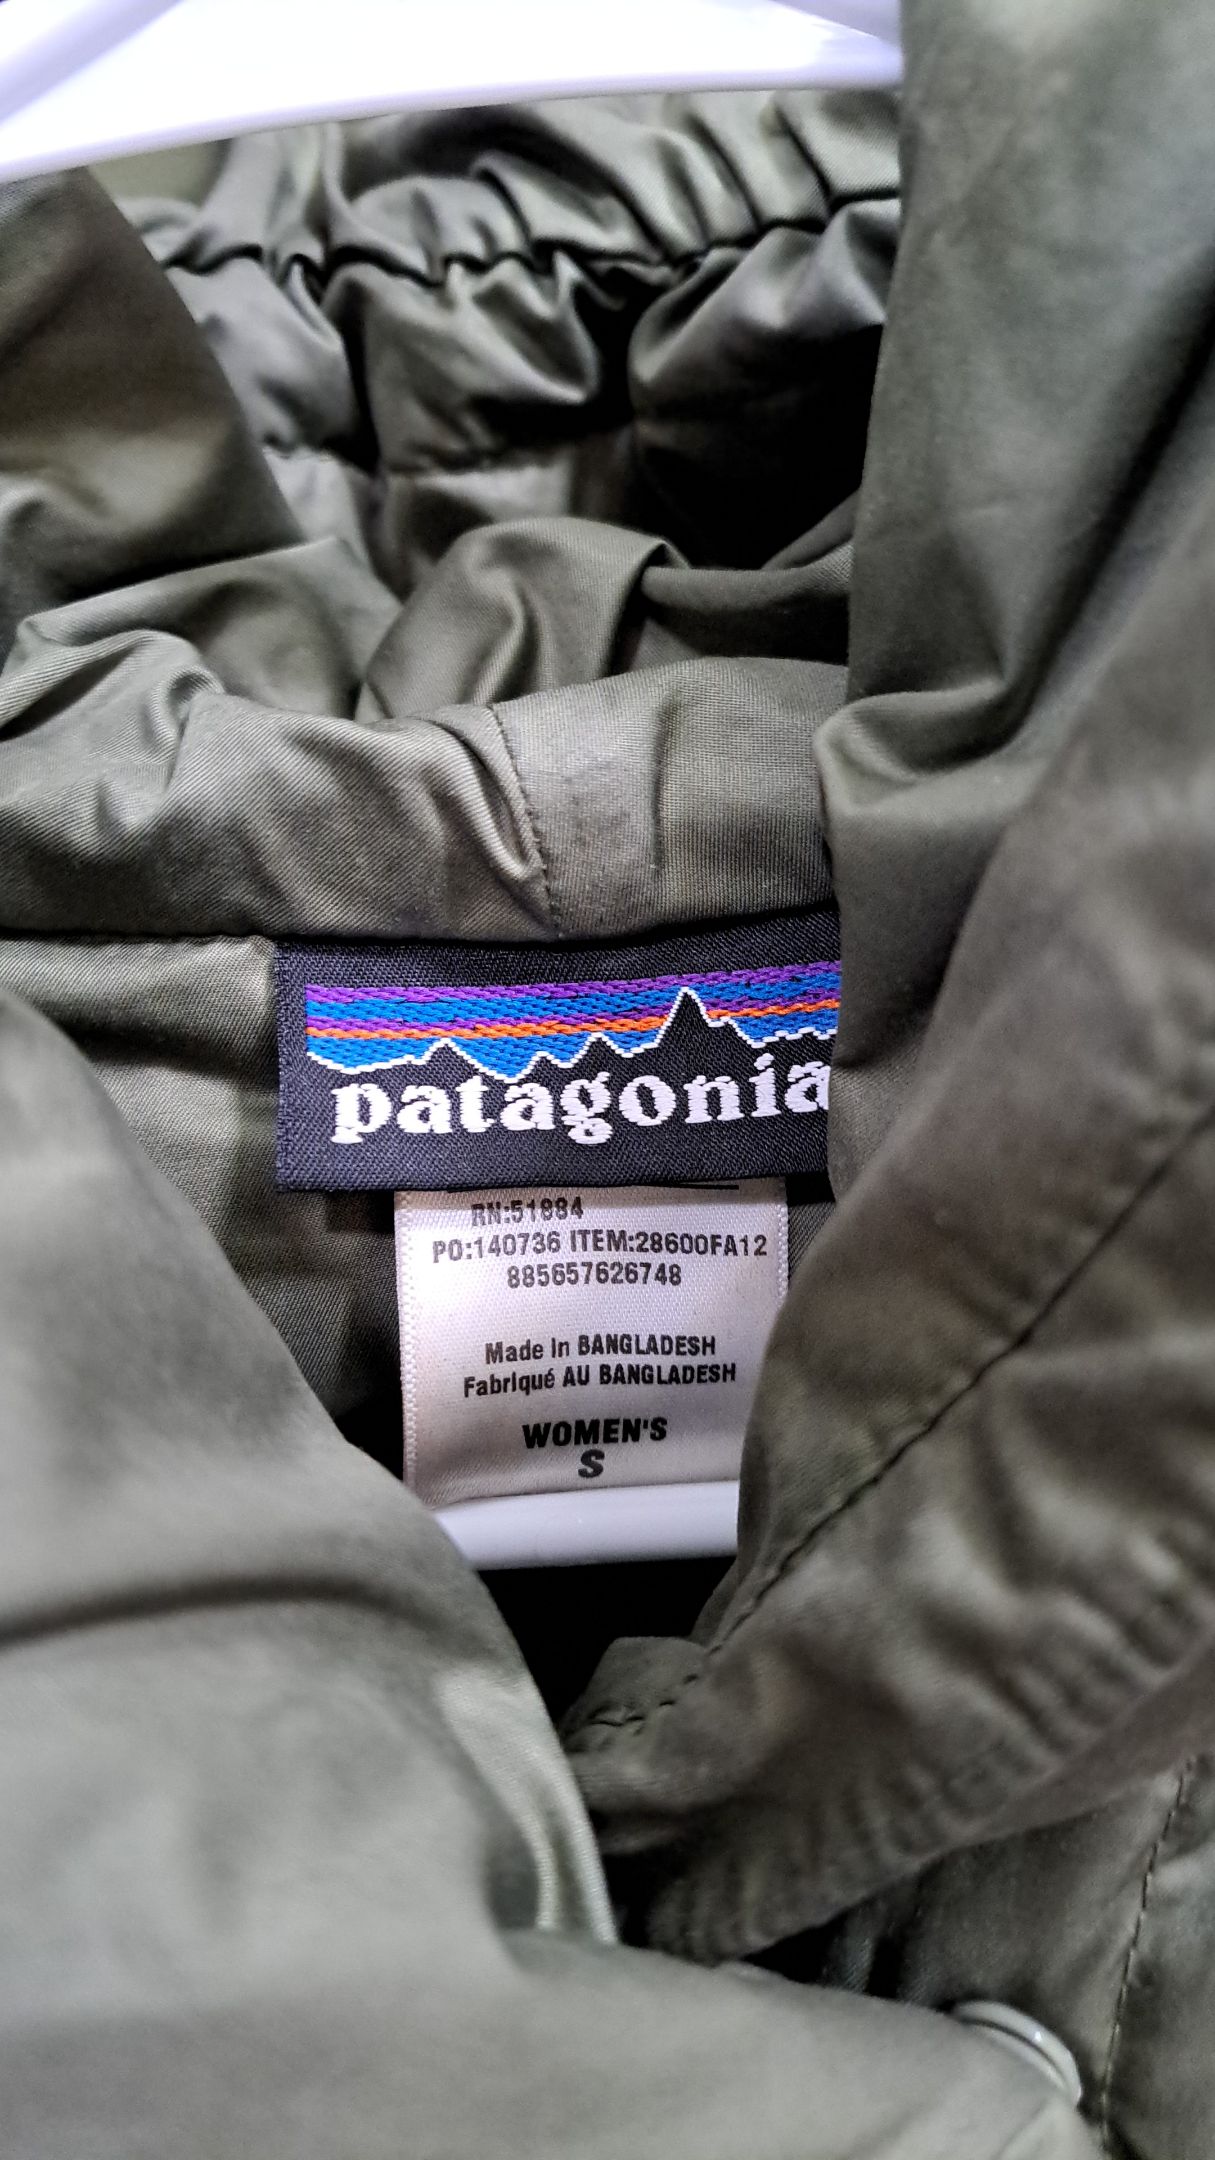 patagonia
RN:51884
PO:140736 ITEM:28600FA12
885657626748
Made in BANGLADESH
Fabriqué AU BANGLADESH
WOMEN'S
S